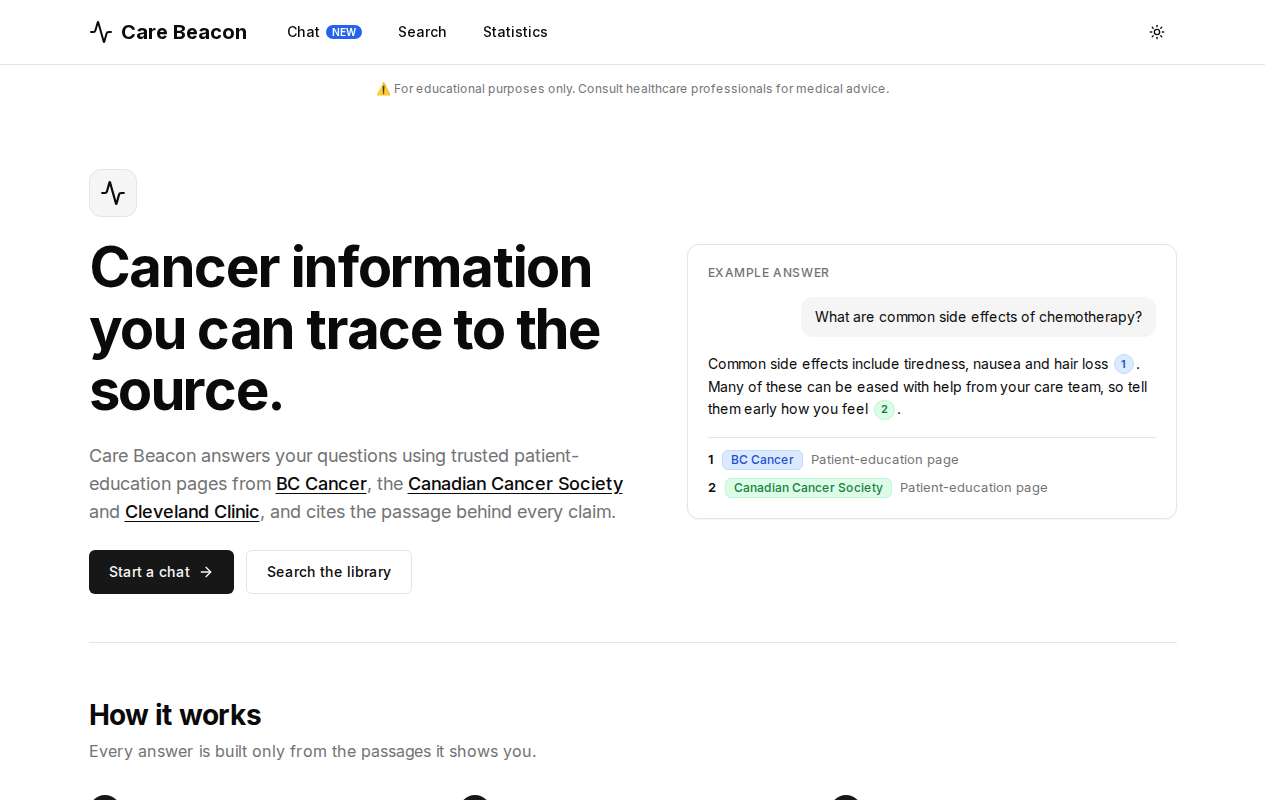 Care Beacon
Chat NEW
Search
Statistics
⚠️ For educational purposes only. Consult healthcare professionals for medical advice.
Cancer information
you can trace to the
source.
Care Beacon answers your questions using trusted patient-
education pages from BC Cancer, the Canadian Cancer Society
and Cleveland Clinic, and cites the passage behind every claim.
Start a chat →
Search the library
EXAMPLE ANSWER
What are common side effects of chemotherapy?
Common side effects include tiredness, nausea and hair loss 1 .
Many of these can be eased with help from your care team, so tell
them early how you feel 2 .
1 BC Cancer Patient-education page
2 Canadian Cancer Society Patient-education page
How it works
Every answer is built only from the passages it shows you.